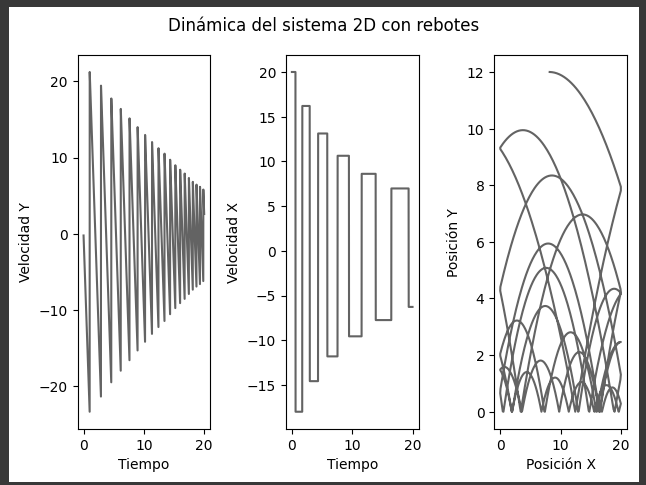 Dinámica del sistema 2D con rebotes
Velocidad Y
20
10
0
−10
−20
0 10 20
Tiempo
Velocidad X
20
15
10
5
0
−5
−10
−15
0 10 20
Tiempo
Posición Y
12
10
8
6
4
2
0
0 10 20
Posición X